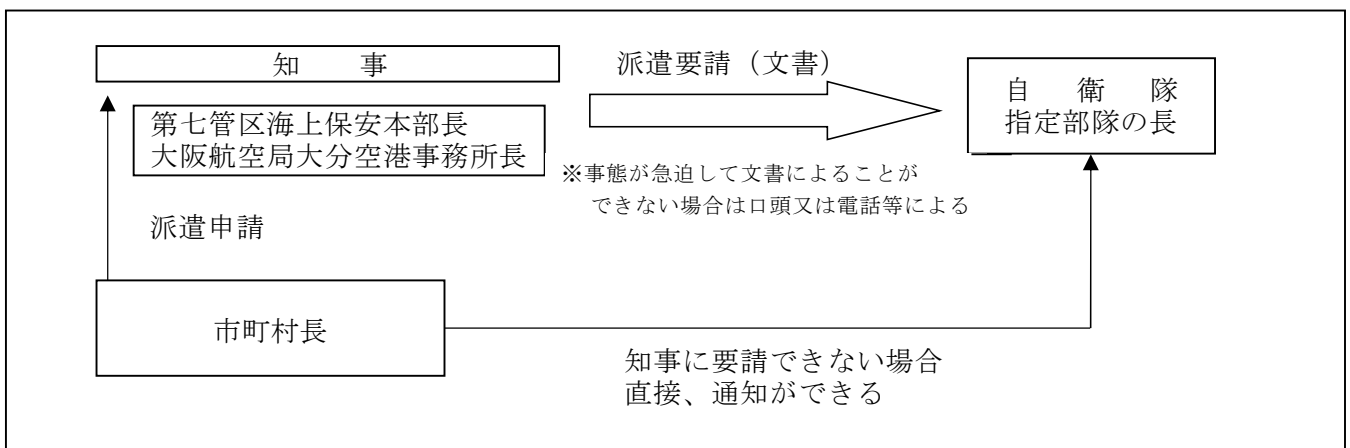 知　　事
派遣要請（文書）
自　衛　隊
指定部隊の長
第七管区海上保安本部長
大阪航空局大分空港事務所長
※事態が急迫して文書によることが
できない場合は口頭又は電話等による
派遣申請
市町村長
知事に要請できない場合
直接、通知ができる